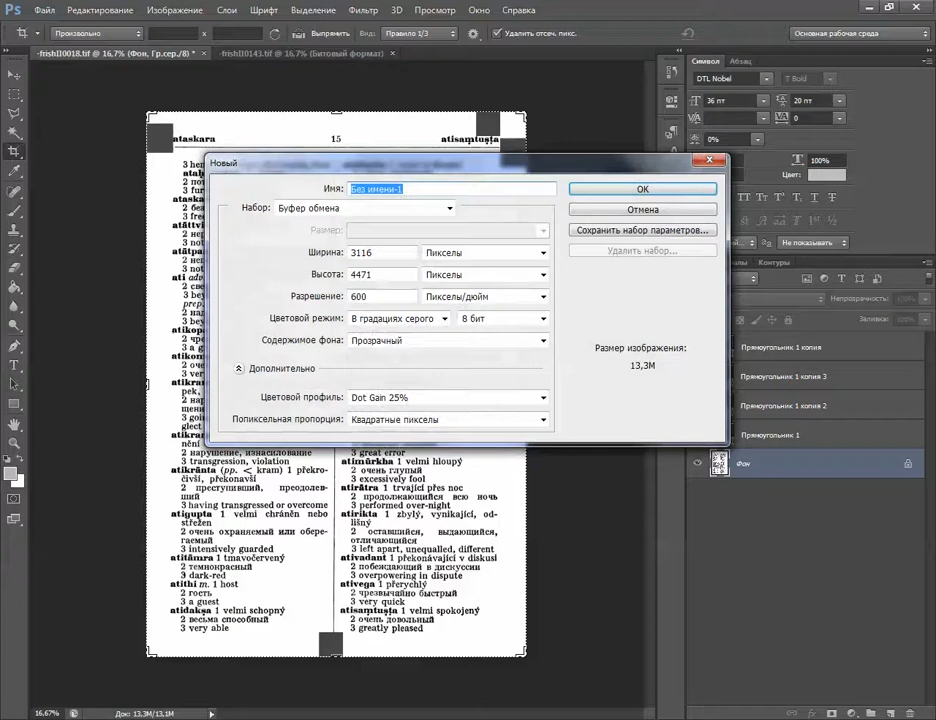 Ps Файл Редактирование Изображение Слои Шрифт Выделение Фильтр 3D Просмотр Окно Справка
Произвольно x Выпрямить Вид: Правило 1/3 Удалить отсеч. пикс. Основная рабочая среда
-frishII0018.tif @ 16,7% (Фон, Гр.сер./8) * × -frishII0143.tif @ 16,7% (Битовый формат) ×
Символ Абзац
DTL Nobel T Bold
36 пт 20 пт
0
0%
100%
Цвет:
Не показывать
Контуры
Непрозрачность:
Заливка:
Прямоугольник 1 копия
Прямоугольник 1 копия 3
Прямоугольник 1 копия 2
Прямоугольник 1
Фон
Новый
Имя: Без имени-1
Набор: Буфер обмена
Размер:
Ширина: 3116 Пикселы
Высота: 4471 Пикселы
Разрешение: 600 Пикселы/дюйм
Цветовой режим: В градациях серого 8 бит
Содержимое фона: Прозрачный
Дополнительно
Цветовой профиль: Dot Gain 25%
Попиксельная пропорция: Квадратные пикселы
OK
Отмена
Сохранить набор параметров...
Удалить набор...
Размер изображения:
13,3M
ataskara 15 atisaṃtuṣṭa
nění
2 нарушение, изнасилование
3 transgression, violation
atikrānta (pp. < kram) 1 překro-
čivší, překonavší
2 преступивший, преодолев-
ший
3 having transgressed or overcome
atigupta 1 velmi chráněn nebo
střežen
2 очень охраняемый или обере-
гаемый
3 intensively guarded
atitāmra 1 tmavočervený
2 темнокрасный
3 dark-red
atithi m. 1 host
2 гость
3 a guest
atidakṣa 1 velmi schopný
2 весьма способный
3 very able
3 great error
atimūrkha 1 velmi hloupý
2 очень глупый
3 excessively fool
atirātra 1 trvající přes noc
2 продолжающийся всю ночь
3 performed over-night
atirikta 1 zbylý, vynikající, od-
lišný
2 оставшийся, выдающийся,
отличающийся
3 left apart, unequalled, different
ativadant 1 překonávající v diskusi
2 побеждающий в дискуссии
3 overpowering in dispute
ativega 1 přerychlý
2 чрезвычайно быстрый
3 very quick
atisaṃtuṣṭa 1 velmi spokojený
2 очень довольный
3 greatly pleased
16,67% Док: 13,3M/13,1M